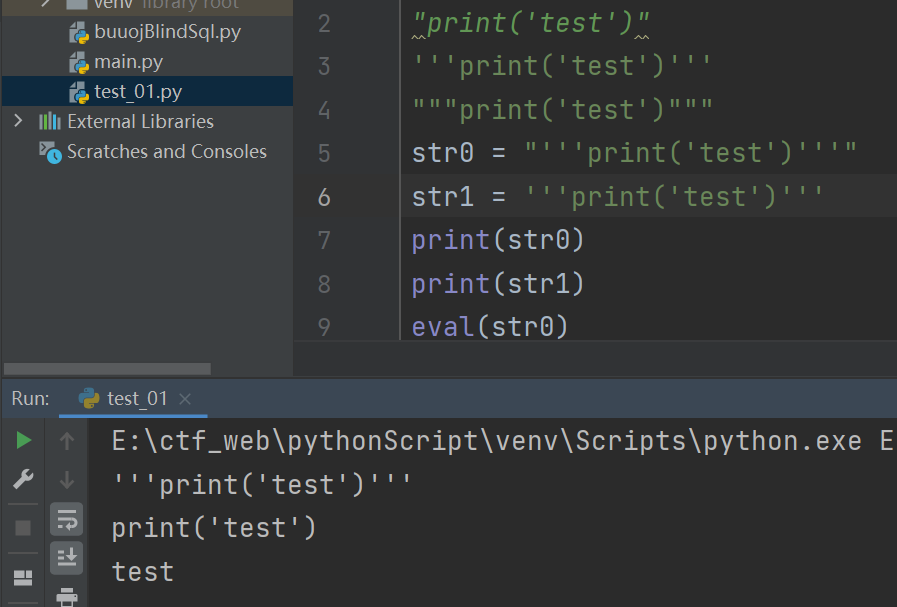 venv library root
buuojBlindSql.py
main.py
test_01.py
External Libraries
Scratches and Consoles
2 "print('test')"
3 '''print('test')'''
4 """print('test')"""
5 str0 = "'''print('test')'''"
6 str1 = '''print('test')'''
7 print(str0)
8 print(str1)
9 eval(str0)
Run: test_01
E:\ctf_web\pythonScript\venv\Scripts\python.exe E
'''print('test')'''
print('test')
test